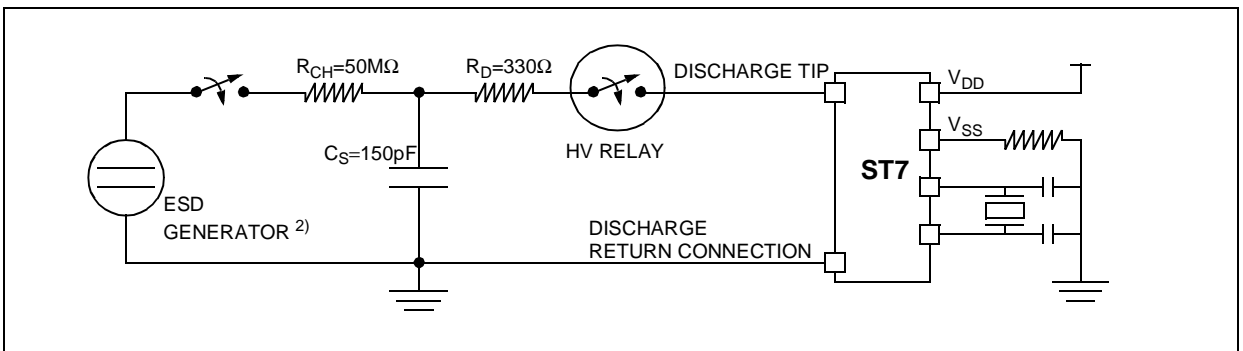 R_CH=50MΩ
R_D=330Ω
DISCHARGE TIP
V_DD
V_SS
HV RELAY
C_S=150pF
ST7
ESD
GENERATOR 2)
DISCHARGE
RETURN CONNECTION